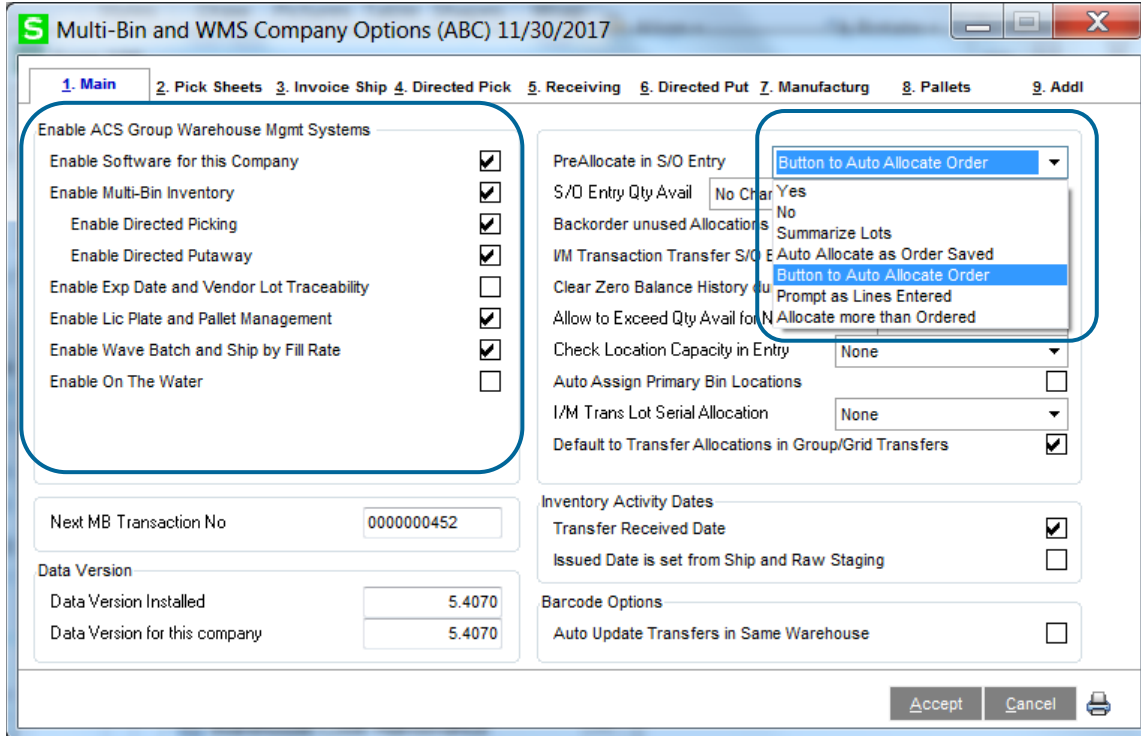 S Multi-Bin and WMS Company Options (ABC) 11/30/2017
X
1. Main 2. Pick Sheets 3. Invoice Ship 4. Directed Pick 5. Receiving 6. Directed Put 7. Manufacturg 8. Pallets 9. Addl
Enable ACS Group Warehouse Mgmt Systems
Enable Software for this Company
Enable Multi-Bin Inventory
Enable Directed Picking
Enable Directed Putaway
Enable Exp Date and Vendor Lot Traceability
Enable Lic Plate and Pallet Management
Enable Wave Batch and Ship by Fill Rate
Enable On The Water
Next MB Transaction No 0000000452
Data Version
Data Version Installed 5.4070
Data Version for this company 5.4070
PreAllocate in S/O Entry Button to Auto Allocate Order
Yes
No
Summarize Lots
Auto Allocate as Order Saved
Button to Auto Allocate Order
Prompt as Lines Entered
Allocate more than Ordered
S/O Entry Qty Avail No Char
Backorder unused Allocations
I/M Transaction Transfer S/O
Clear Zero Balance History
Allow to Exceed Qty Avail for
Check Location Capacity in Entry None
Auto Assign Primary Bin Locations
I/M Trans Lot Serial Allocation None
Default to Transfer Allocations in Group/Grid Transfers
Inventory Activity Dates
Transfer Received Date
Issued Date is set from Ship and Raw Staging
Barcode Options
Auto Update Transfers in Same Warehouse
Accept Cancel